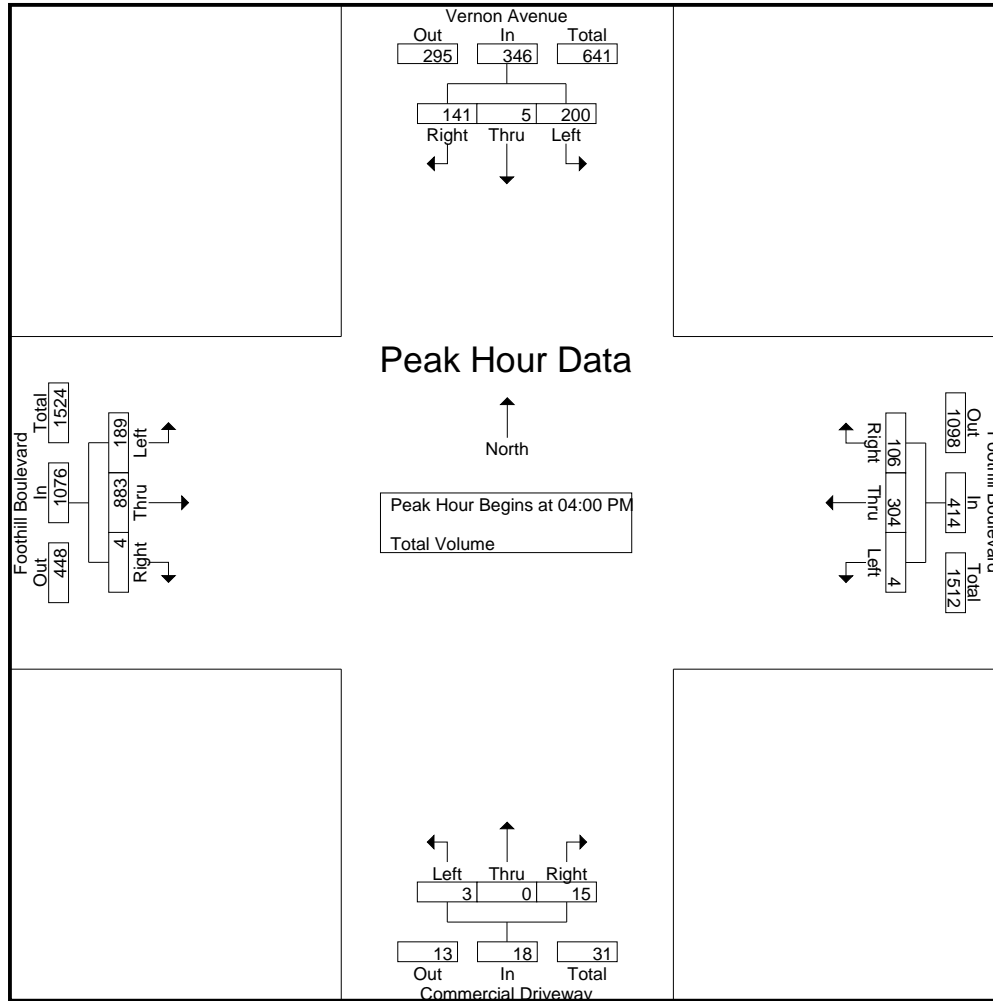 Vernon Avenue
Out In Total
295 346 641
141 5 200
Right Thru Left
Peak Hour Data
North
Peak Hour Begins at 04:00 PM
Total Volume
Foothill Boulevard
Total In Out
1524 1076 448
189 883 4
Left Thru Right
Right Thru Left
106 304 4
Out In Total
1098 414 1512
Foothill Boulevard
Left Thru Right
3 0 15
13 18 31
Out In Total
Commercial Driveway